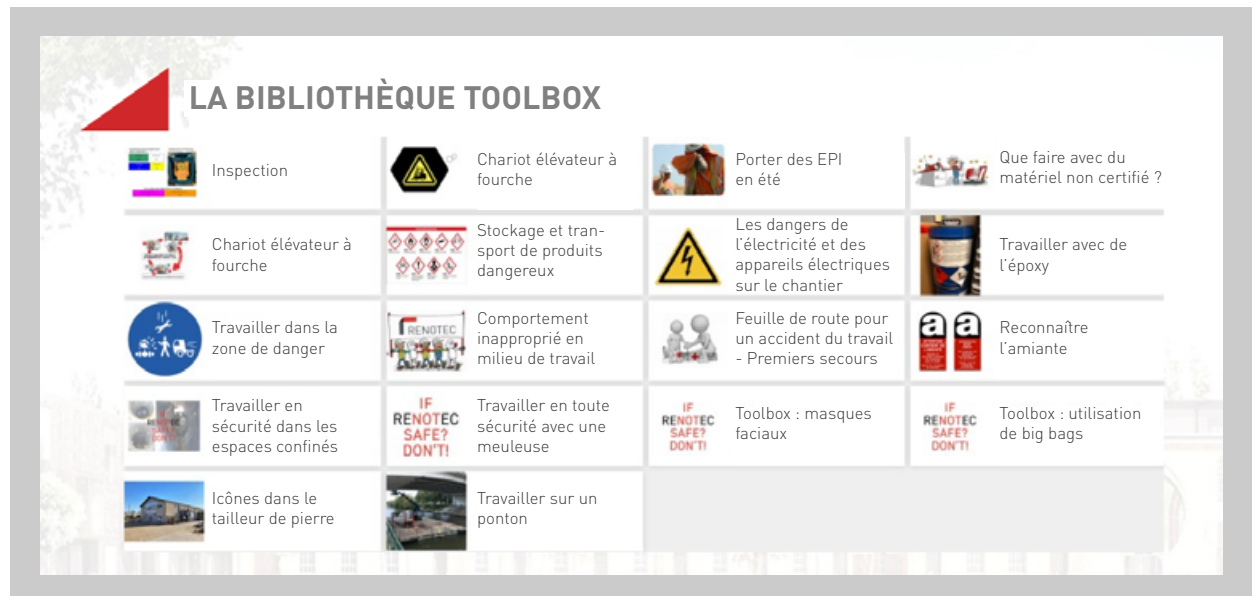 LA BIBLIOTHÈQUE TOOLBOX
Inspection
Chariot élévateur à
fourche
Porter des EPI
en été
Que faire avec du
matériel non certifié ?
Chariot élévateur à
fourche
Stockage et tran-
sport de produits
dangereux
Les dangers de
l'électricité et des
appareils électriques
sur le chantier
Travailler avec de
l'époxy
Travailler dans la
zone de danger
RENOTEC
Comportement
inapproprié en
milieu de travail
Feuille de route pour
un accident du travail
- Premiers secours
a a
Reconnaître
l'amiante
Travailler en
sécurité dans les
espaces confinés
IF
RENOTEC
SAFE?
DON'T!
Travailler en toute
sécurité avec une
meuleuse
IF
RENOTEC
SAFE?
DON'T!
Toolbox : masques
faciaux
IF
RENOTEC
SAFE?
DON'T!
Toolbox : utilisation
de big bags
Icônes dans le
tailleur de pierre
Travailler sur un
ponton